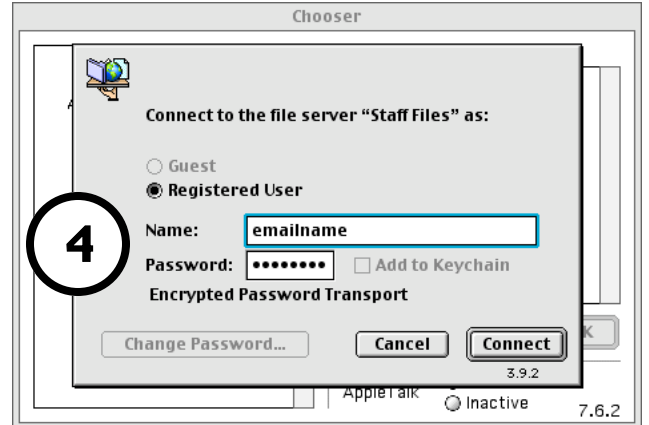 Chooser
Connect to the file server “Staff Files” as:
Guest
Registered User
4
Name: emailname
Password: •••••••• Add to Keychain
Encrypted Password Transport
Change Password... Cancel Connect
3.9.2
AppleTalk
Inactive
7.6.2